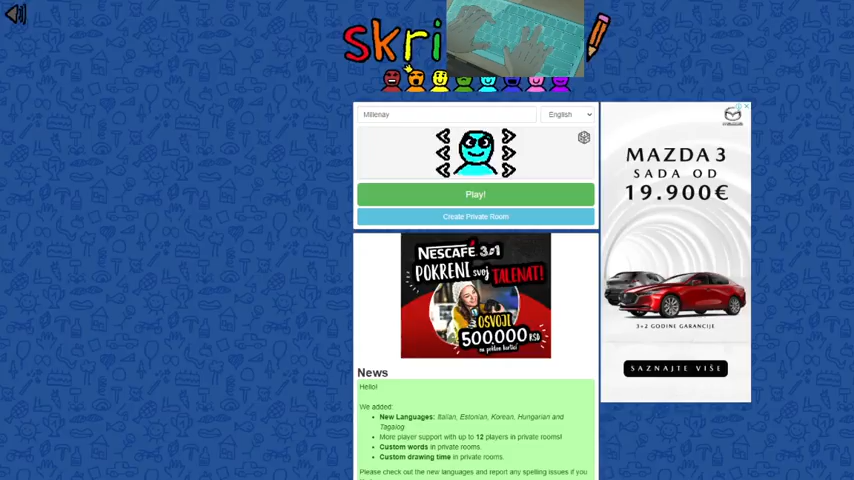 skri
Millenay
English
Play!
Create Private Room
MAZDA3
SADA OD
19.900€
3+2 GODINE GARANCIJE
SAZNAJTE VIŠE
NESCAFÉ 3in1
POKRENI svoj TALENAT!
OSVOJI
500.000 RSD
News
Hello!
We added:
New Languages: Italian, Estonian, Korean, Hungarian and
Tagalog
More player support with up to 12 players in private rooms!
Custom words in private rooms.
Custom drawing time in private rooms.
Please check out the new languages and report any spelling issues if you